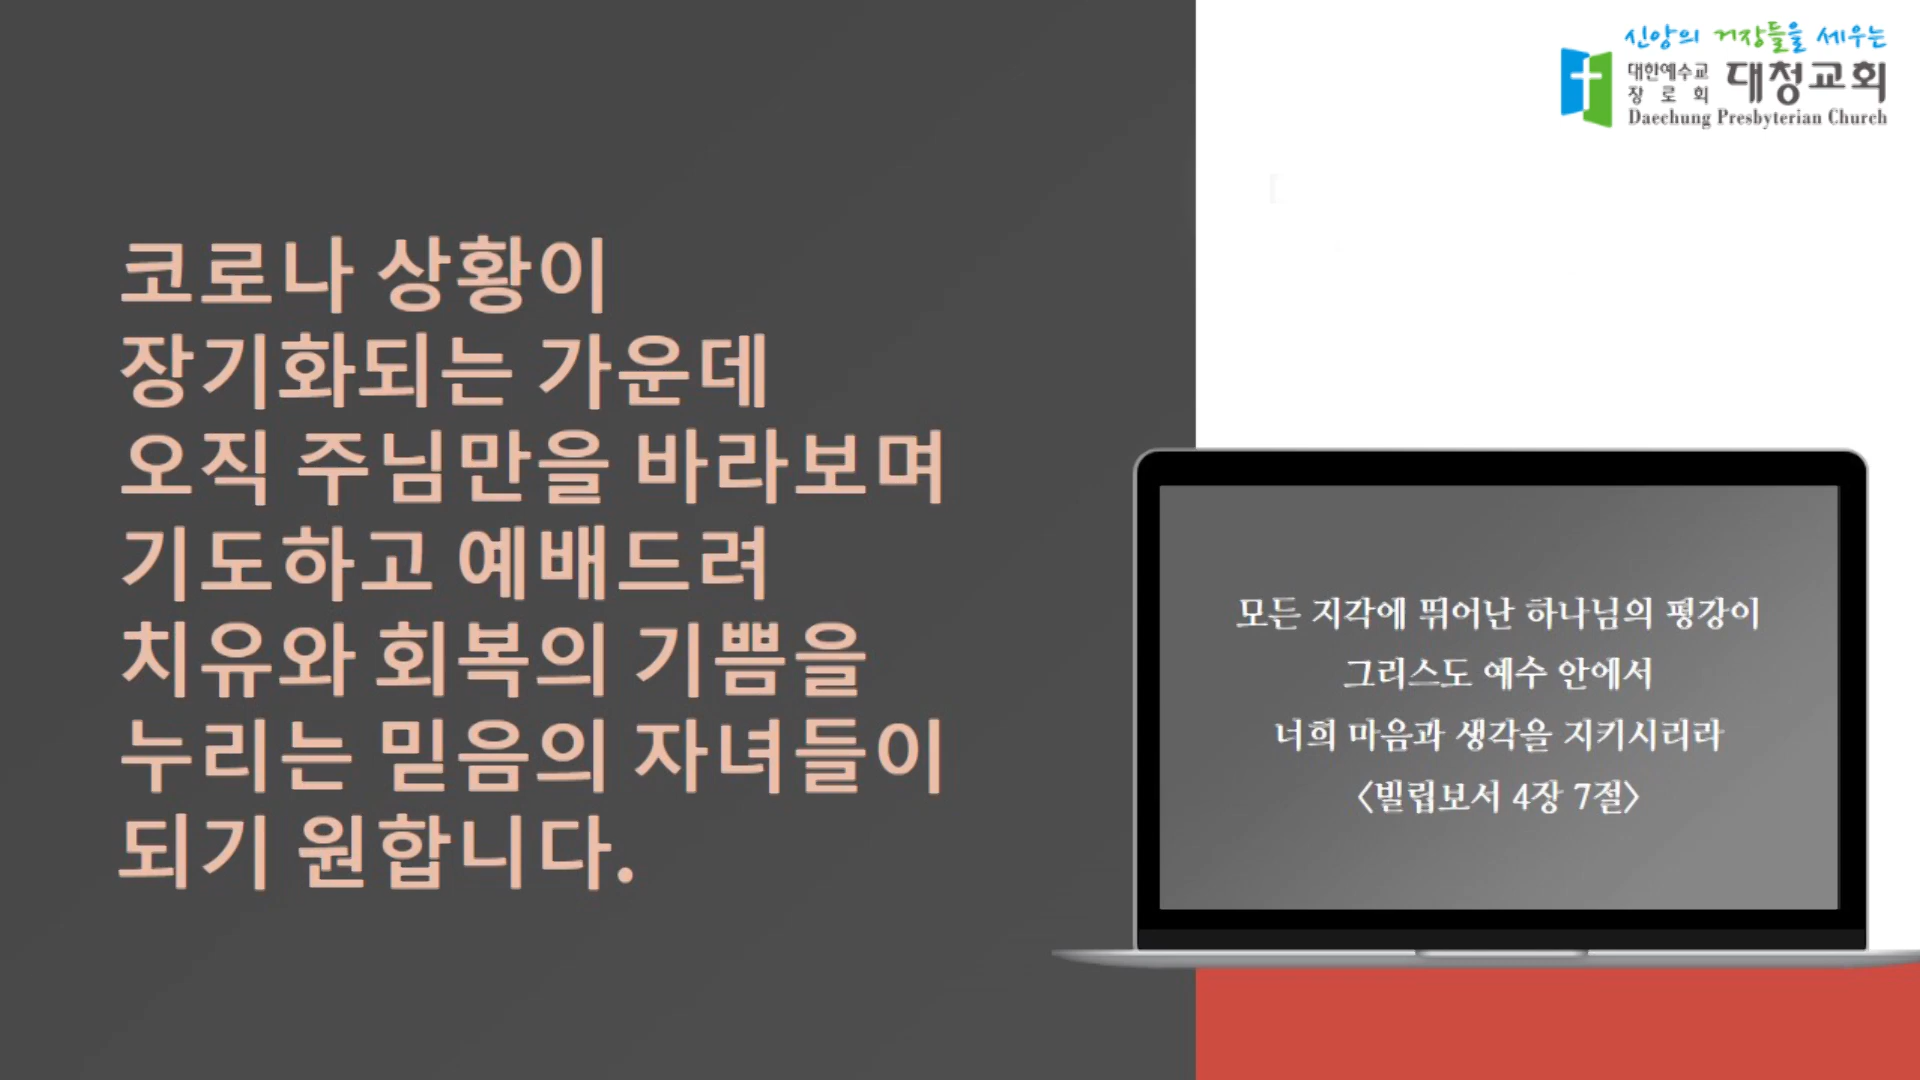 신앙의 거장들을 세우는
대한예수교
장로회
대청교회
Daechung Presbyterian Church
코로나 상황이
장기화되는 가운데
오직 주님만을 바라보며
기도하고 예배드려
치유와 회복의 기쁨을
누리는 믿음의 자녀들이
되기 원합니다.
모든 지각에 뛰어난 하나님의 평강이
그리스도 예수 안에서
너희 마음과 생각을 지키시리라
<빌립보서 4장 7절>